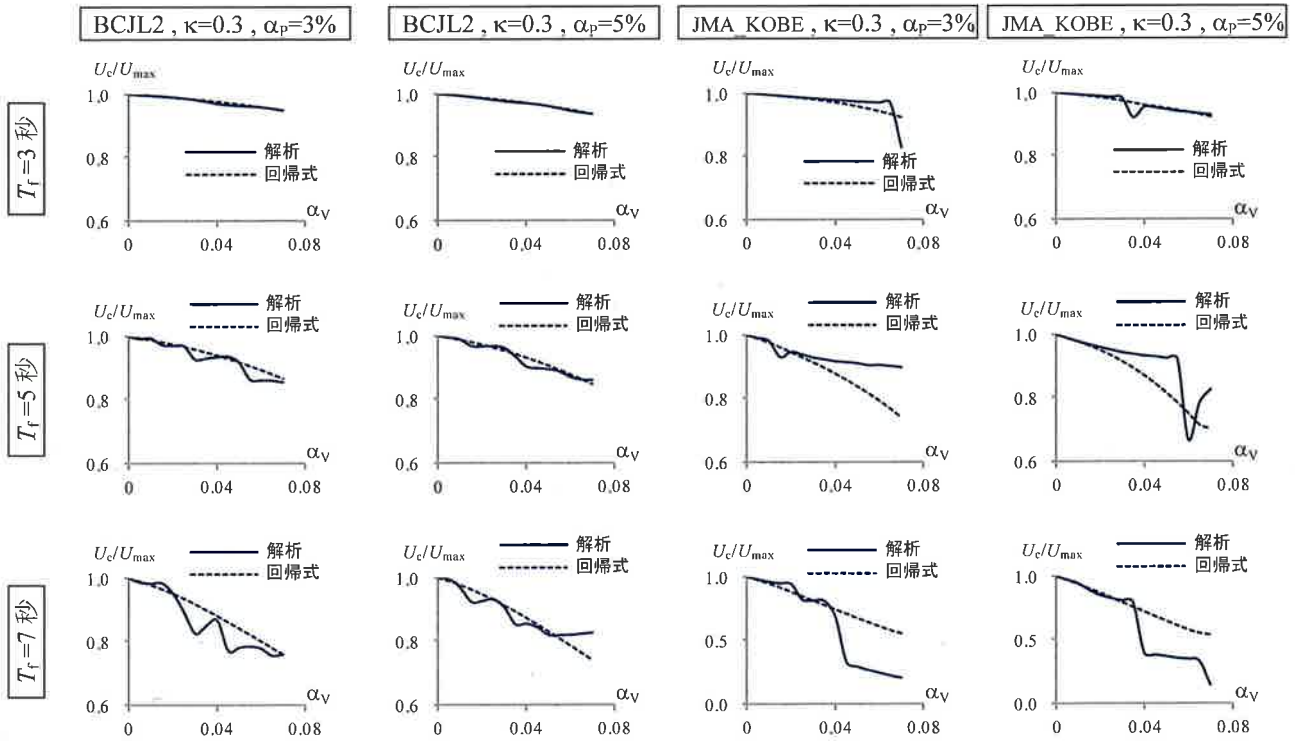 BCJL2 , κ=0.3 , αP=3%
BCJL2 , κ=0.3 , αP=5%
JMA_KOBE , κ=0.3 , αP=3%
JMA_KOBE , κ=0.3 , αP=5%
Tf=3 秒
Uc/Umax
1.0
0.8
0.6
0
0.04
0.08
αV
解析
回帰式
Uc/Umax
1.0
0.8
0.6
0
0.04
0.08
αV
解析
回帰式
Uc/Umax
1.0
0.8
0.6
0
0.04
0.08
αV
解析
回帰式
Uc/Umax
1.0
0.8
0.6
0
0.04
0.08
αV
解析
回帰式
Tf=5 秒
Uc/Umax
1.0
0.8
0.6
0
0.04
0.08
αV
解析
回帰式
Uc/Umax
1.0
0.8
0.6
0
0.04
0.08
αV
解析
回帰式
Uc/Umax
1.0
0.8
0.6
0
0.04
0.08
αV
解析
回帰式
Uc/Umax
1.0
0.8
0.6
0
0.04
0.08
αV
解析
回帰式
Tf=7 秒
Uc/Umax
1.0
0.8
0.6
0
0.04
0.08
αV
解析
回帰式
Uc/Umax
1.0
0.8
0.6
0
0.04
0.08
αV
解析
回帰式
Uc/Umax
1.0
0.5
0.0
0
0.04
0.08
αV
解析
回帰式
Uc/Umax
1.0
0.5
0.0
0
0.04
0.08
αV
解析
回帰式